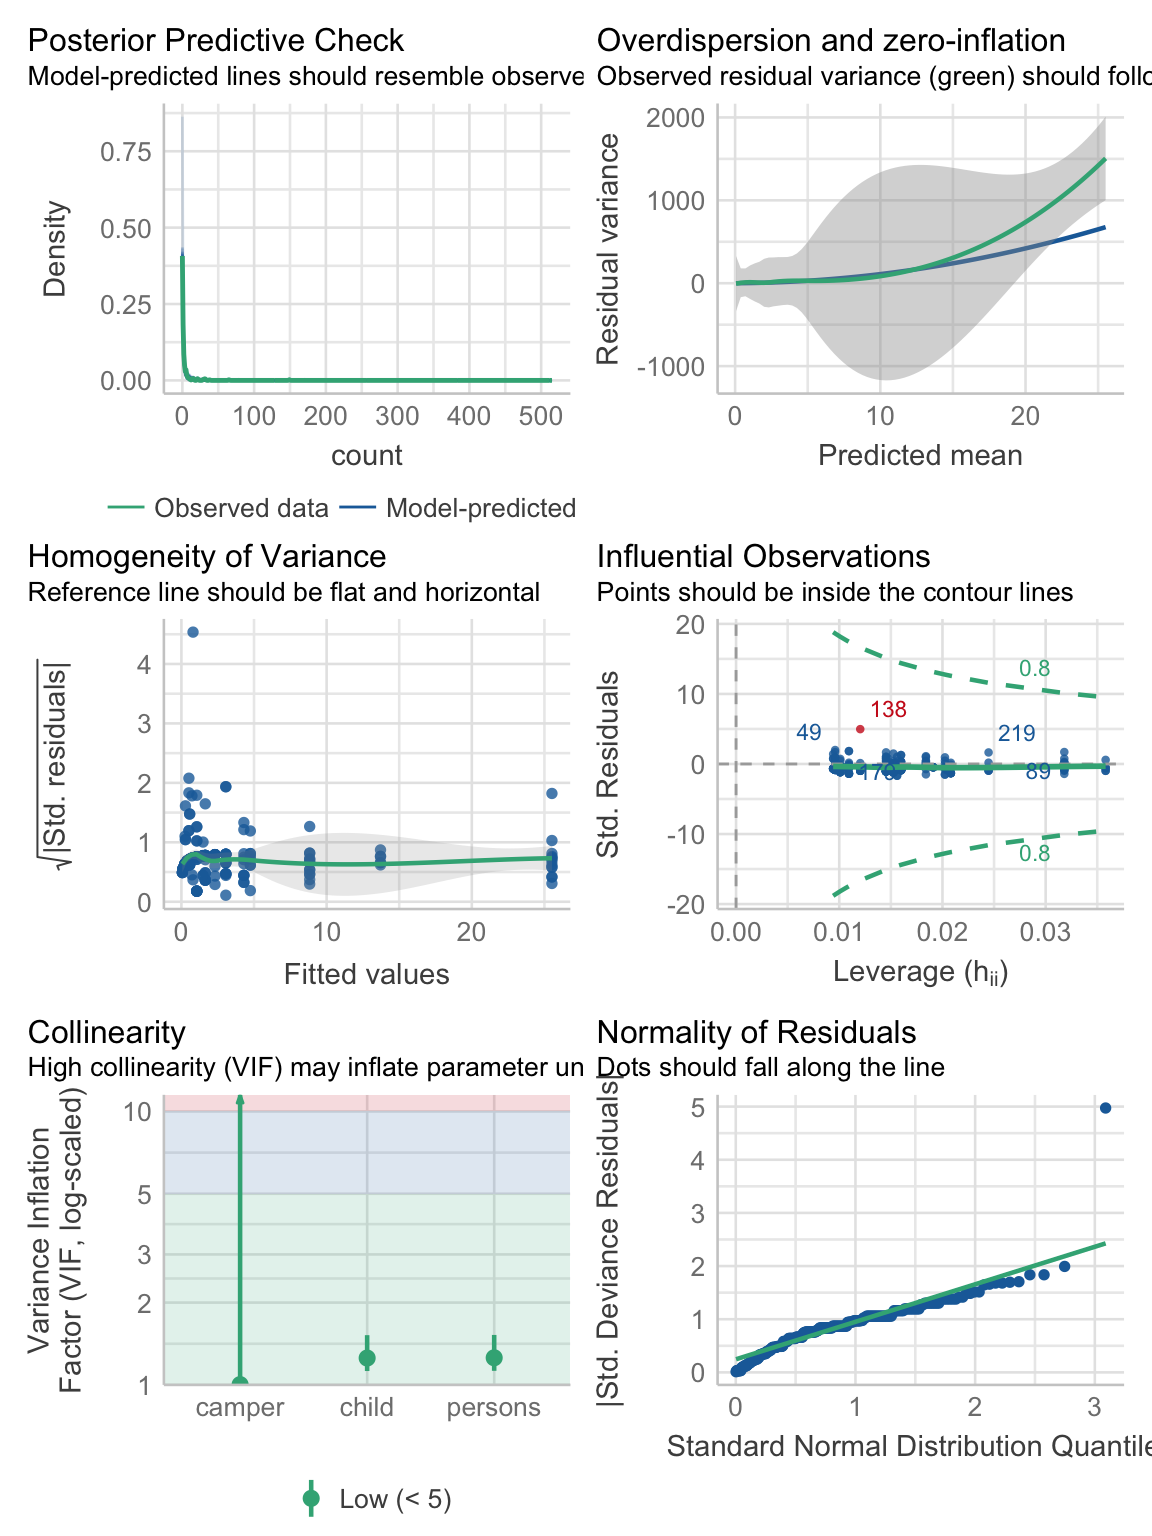 Posterior Predictive Check
Model-predicted lines should resemble observe
Density
0.75
0.50
0.25
0.00
0 100 200 300 400 500
count
Observed data Model-predicted
Overdispersion and zero-inflation
Observed residual variance (green) should follo
Residual variance
2000
1000
0
-1000
0 10 20
Predicted mean
Homogeneity of Variance
Reference line should be flat and horizontal
√|Std. residuals|
4
3
2
1
0
0 10 20
Fitted values
Influential Observations
Points should be inside the contour lines
Std. Residuals
20
10
0
-10
-20
0.8
138
49
219
89
0.8
0.00 0.01 0.02 0.03
Leverage (hᵢᵢ)
Collinearity
High collinearity (VIF) may inflate parameter un
Variance Inflation
Factor (VIF, log-scaled)
10
5
3
2
1
camper child persons
Low (< 5)
Normality of Residuals
Dots should fall along the line
|Std. Deviance Residuals|
5
4
3
2
1
0
0 1 2 3
Standard Normal Distribution Quantile